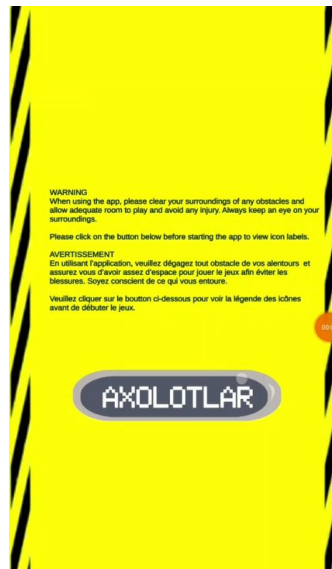 WARNING
When using the app, please clear your surroundings of any obstacles and
allow adequate room to play and avoid any injury. Always keep an eye on your
surroundings.
Please click on the button below before starting the app to view icon labels.
AVERTISSEMENT
En utilisant l'application, veuillez dégagez tout obstacle de vos alentours et
assurez vous d'avoir assez d'espace pour jouer le jeux afin éviter les
blessures. Soyez conscient de ce qui vous entoure.
Veuillez cliquer sur le boutton ci-dessous pour voir la légende des icônes
avant de débuter le jeux.
AXOLOTLAR